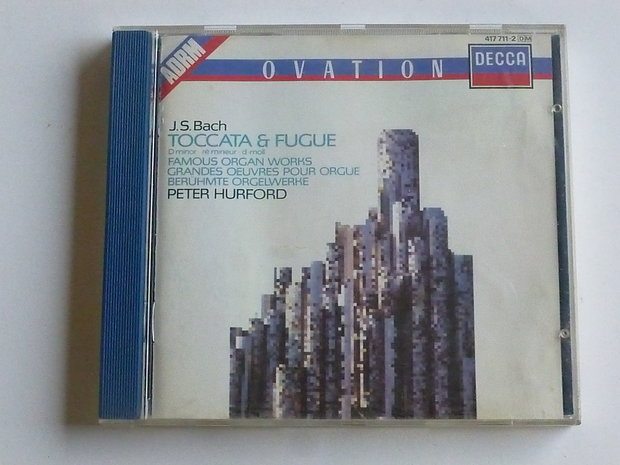 417 711-2 DM
ADRM
OVATION
DECCA
J.S. Bach
TOCCATA & FUGUE
D minor · ré mineur · d-moll
FAMOUS ORGAN WORKS
GRANDES OEUVRES POUR ORGUE
BERÜHMTE ORGELWERKE
PETER HURFORD